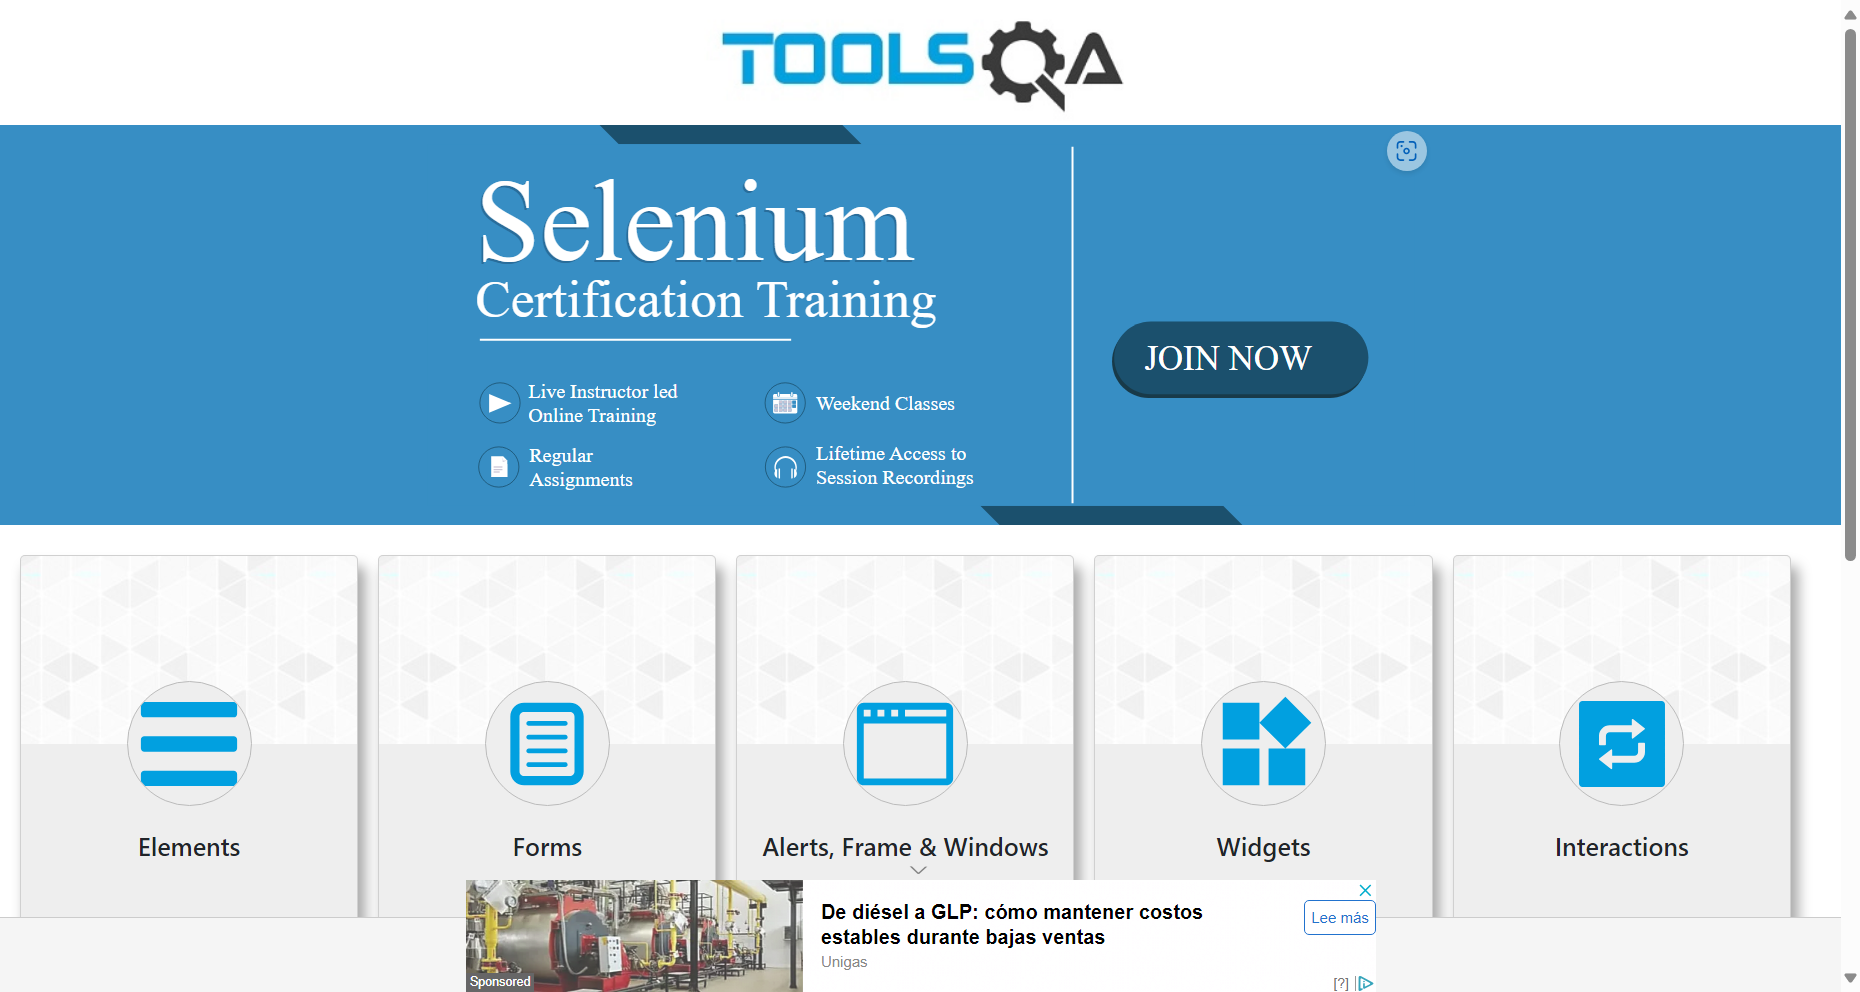 TOOLSQA
Selenium
Certification Training
Live Instructor led
Online Training
Weekend Classes
Regular
Assignments
Lifetime Access to
Session Recordings
JOIN NOW
Elements
Forms
Alerts, Frame & Windows
Widgets
Interactions
De diésel a GLP: cómo mantener costos
estables durante bajas ventas
Unigas
Lee más
Sponsored
[?]